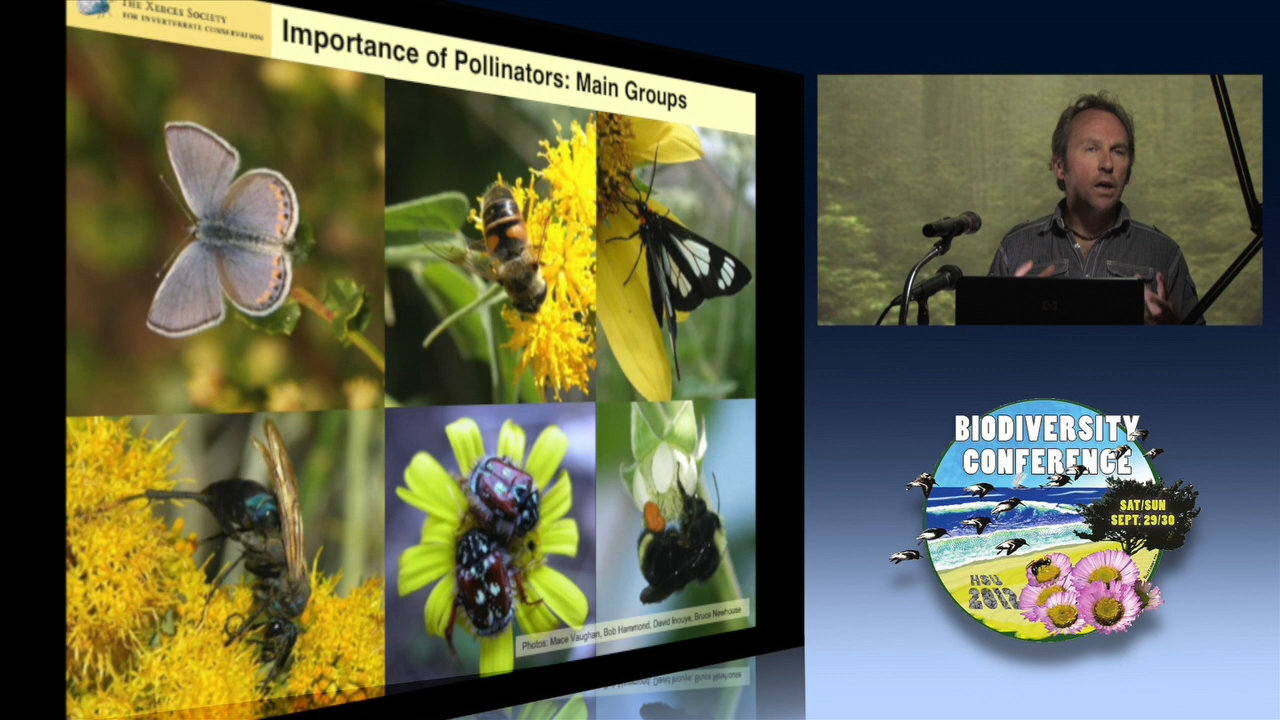 THE XERCES SOCIETY
FOR INVERTEBRATE CONSERVATION
Importance of Pollinators: Main Groups
Photos: Mace Vaughan, Bob Hammond, David Inouye, Bruce Newhouse
BIODIVERSITY
CONFERENCE
SAT/SUN
SEPT. 29/30
HSU
2012